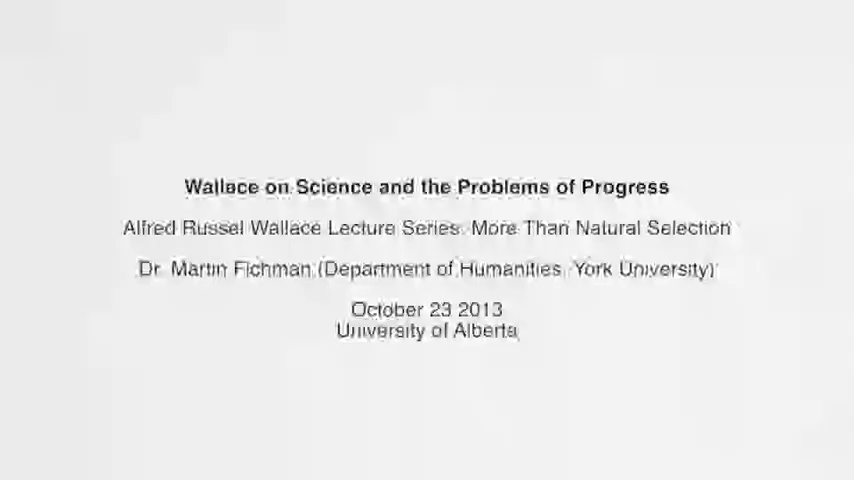 Wallace on Science and the Problems of Progress
Alfred Russel Wallace Lecture Series: More Than Natural Selection
Dr. Martin Fichman (Department of Humanities, York University)
October 23 2013
University of Alberta